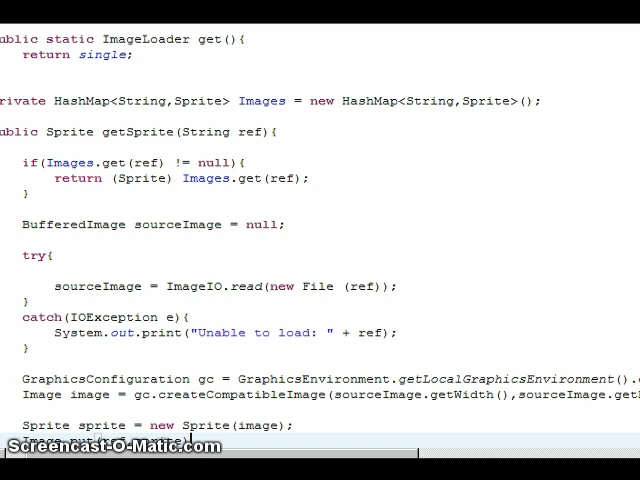 ublic static ImageLoader get(){
return single;
rivate HashMap<String,Sprite> Images = new HashMap<String,Sprite>();
ublic Sprite getSprite(String ref){
if(Images.get(ref) != null){
return (Sprite) Images.get(ref);
}
BufferedImage sourceImage = null;
try{
sourceImage = ImageIO.read(new File (ref));
}
catch(IOException e){
System.out.print("Unable to load: " + ref);
}
GraphicsConfiguration gc = GraphicsEnvironment.getLocalGraphicsEnvironment().
Image image = gc.createCompatibleImage(sourceImage.getWidth(),sourceImage.get
Sprite sprite = new Sprite(image);
Screencast-O-Matic.com